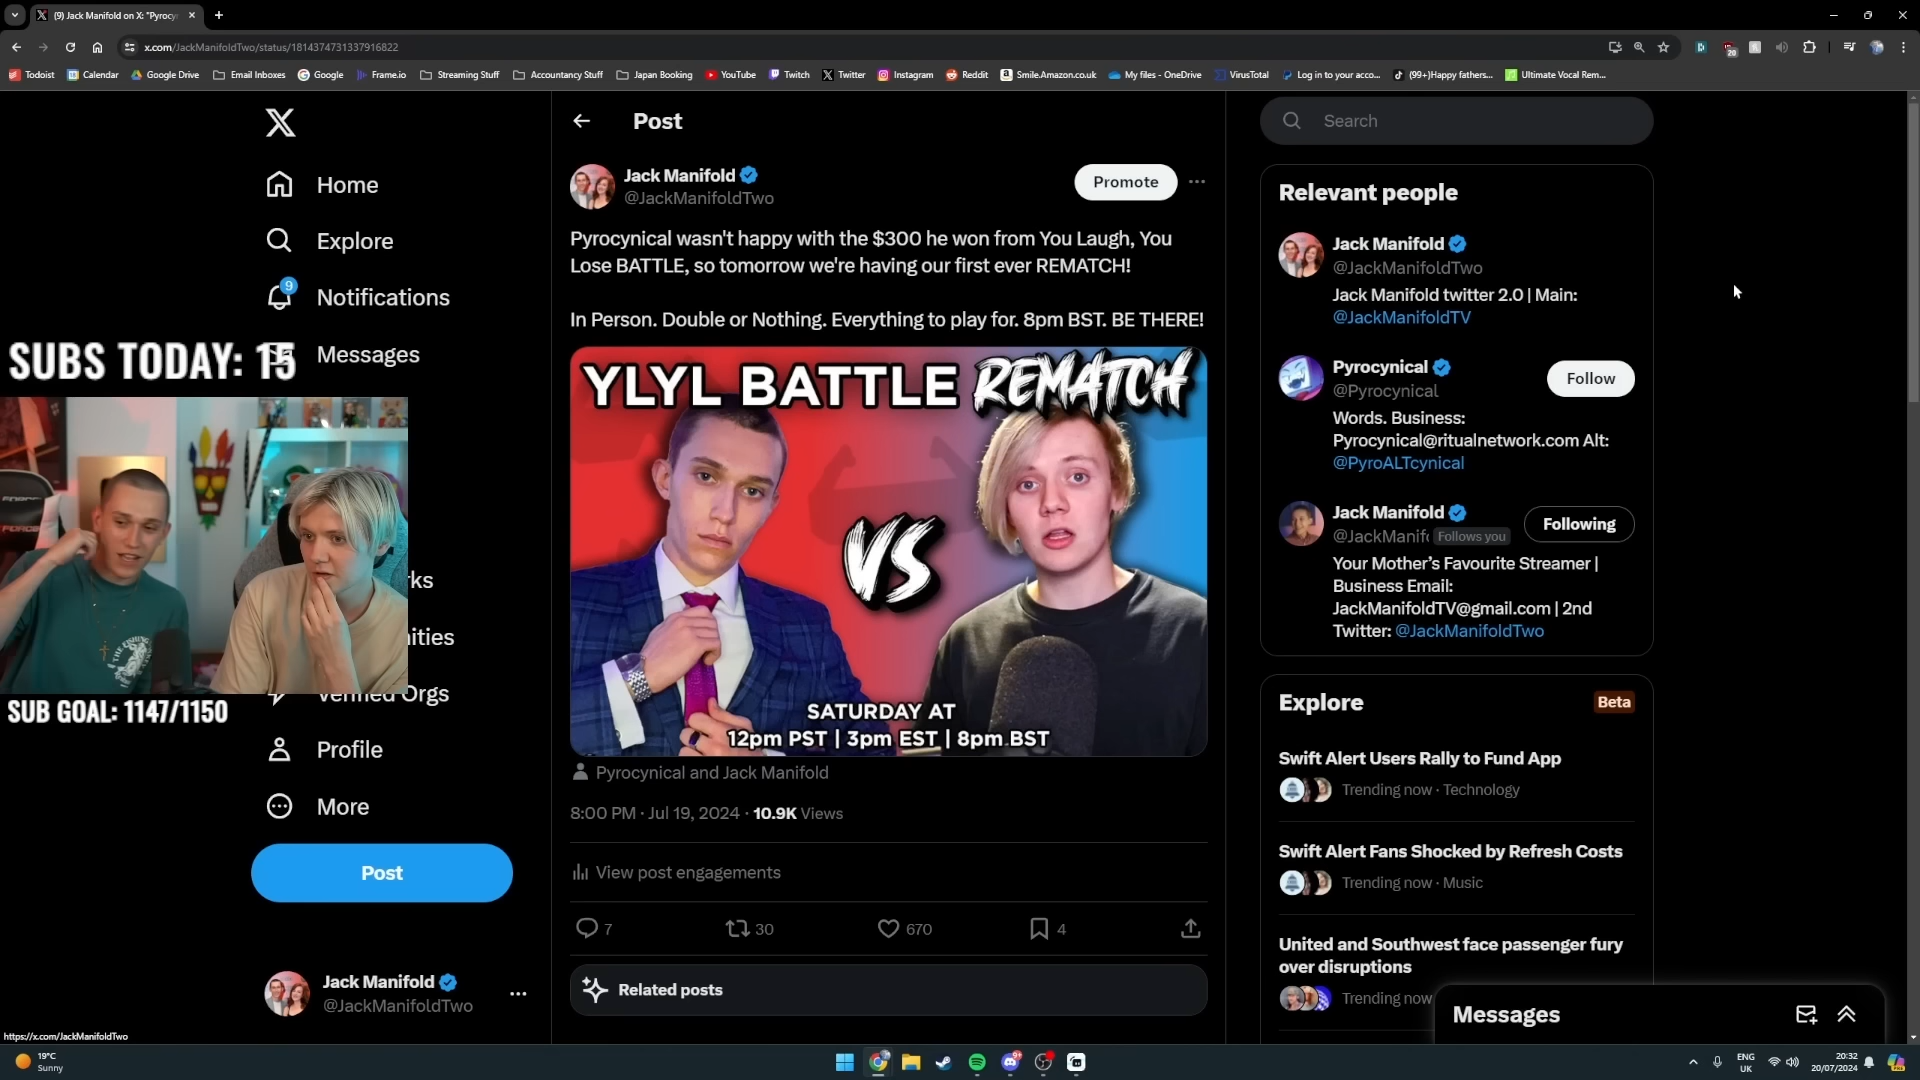 (9) Jack Manifold on X: "Pyrocy
x.com/JackManifoldTwo/status/1814374731337916822
20
Todoist
Calendar
Google Drive
Email Inboxes
Google
Frame.io
Streaming Stuff
Accountancy Stuff
Japan Booking
YouTube
Twitch
Twitter
Instagram
Reddit
Smile.Amazon.co.uk
My files - OneDrive
VirusTotal
Log in to your acco...
(99+)Happy fathers...
Ultimate Vocal Rem...
Home
Explore
9
Notifications
Messages
SUBS TODAY: 15
rks
ities
Verified Orgs
SUB GOAL: 1147/1150
Profile
More
Post
Jack Manifold
@JackManifoldTwo
https://x.com/JackManifoldTwo
Post
Jack Manifold
@JackManifoldTwo
Promote
Pyrocynical wasn't happy with the $300 he won from You Laugh, You
Lose BATTLE, so tomorrow we're having our first ever REMATCH!
In Person. Double or Nothing. Everything to play for. 8pm BST. BE THERE!
YLYL BATTLE REMATCH
VS
SATURDAY AT
12pm PST | 3pm EST | 8pm BST
Pyrocynical and Jack Manifold
8:00 PM · Jul 19, 2024 · 10.9K Views
View post engagements
7
30
670
4
Related posts
Search
Relevant people
Jack Manifold
@JackManifoldTwo
Jack Manifold twitter 2.0 | Main:
@JackManifoldTV
Pyrocynical
@Pyrocynical
Follow
Words. Business:
Pyrocynical@ritualnetwork.com Alt:
@PyroALTcynical
Jack Manifold
@JackManif
Follows you
Following
Your Mother's Favourite Streamer |
Business Email:
JackManifoldTV@gmail.com | 2nd
Twitter: @JackManifoldTwo
Explore
Beta
Swift Alert Users Rally to Fund App
Trending now · Technology
Swift Alert Fans Shocked by Refresh Costs
Trending now · Music
United and Southwest face passenger fury
over disruptions
Trending now
Messages
19°C
Sunny
ENG
UK
20:32
20/07/2024